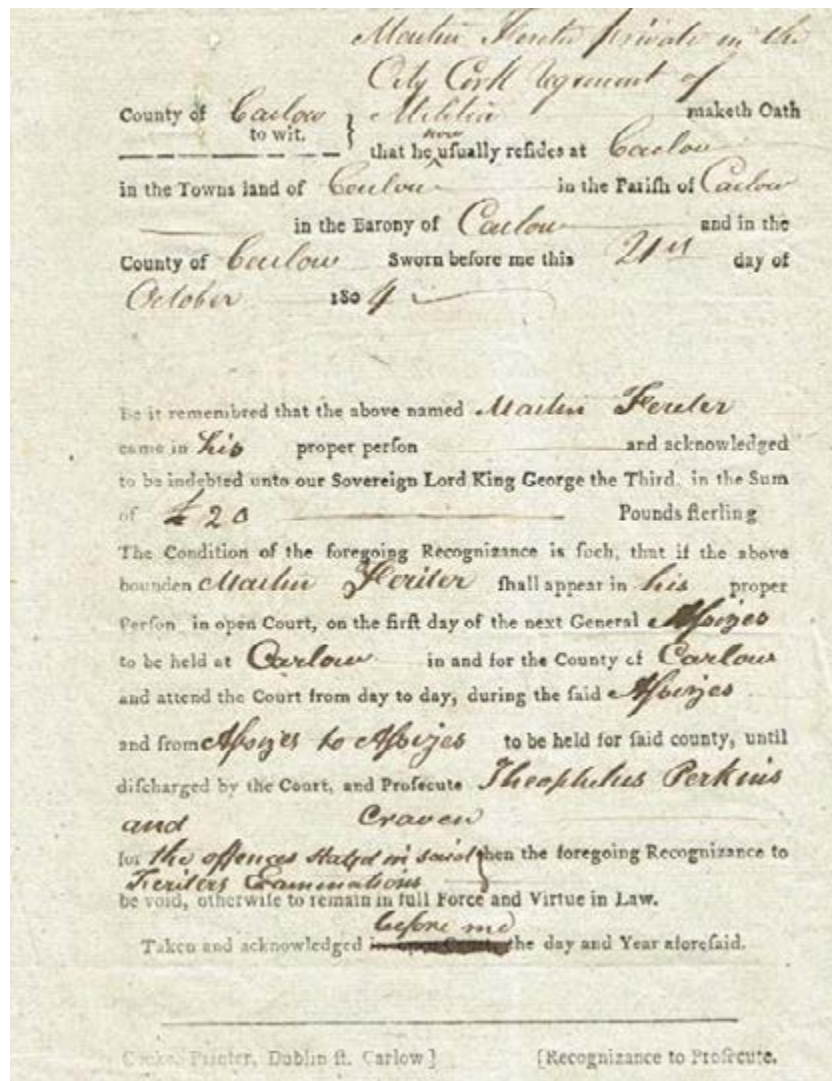 Martin Feriter private in the
City Cork Regiment of
County of Carlow } Militia maketh Oath
to wit. now
that he usually resides at Carlow
in the Towns land of Carlow in the Parish of Carlow
in the Barony of Carlow and in the
County of Carlow Sworn before me this 21st day of
October 1804
Be it remembred that the above named Martin Feriter
came in his proper person and acknowledged
to be indebted unto our Sovereign Lord King George the Third, in the Sum
of £20 Pounds sterling
The Condition of the foregoing Recognizance is such, that if the above
bounden Martin Feriter shall appear in his proper
Person in open Court, on the first day of the next General Assizes
to be held at Carlow in and for the County of Carlow
and attend the Court from day to day, during the said Assizes
and from Assizes to Assizes to be held for said county, until
discharged by the Court, and Prosecute Theophilus Perkins
and Craven
for the offences stated in said } then the foregoing Recognizance to
Feriters Examinations
be void, otherwise to remain in full Force and Virtue in Law.
before me
Taken and acknowledged in open Court, the day and Year aforesaid.
Cooke, Printer, Dublin st. Carlow] [Recognizance to Prosecute.